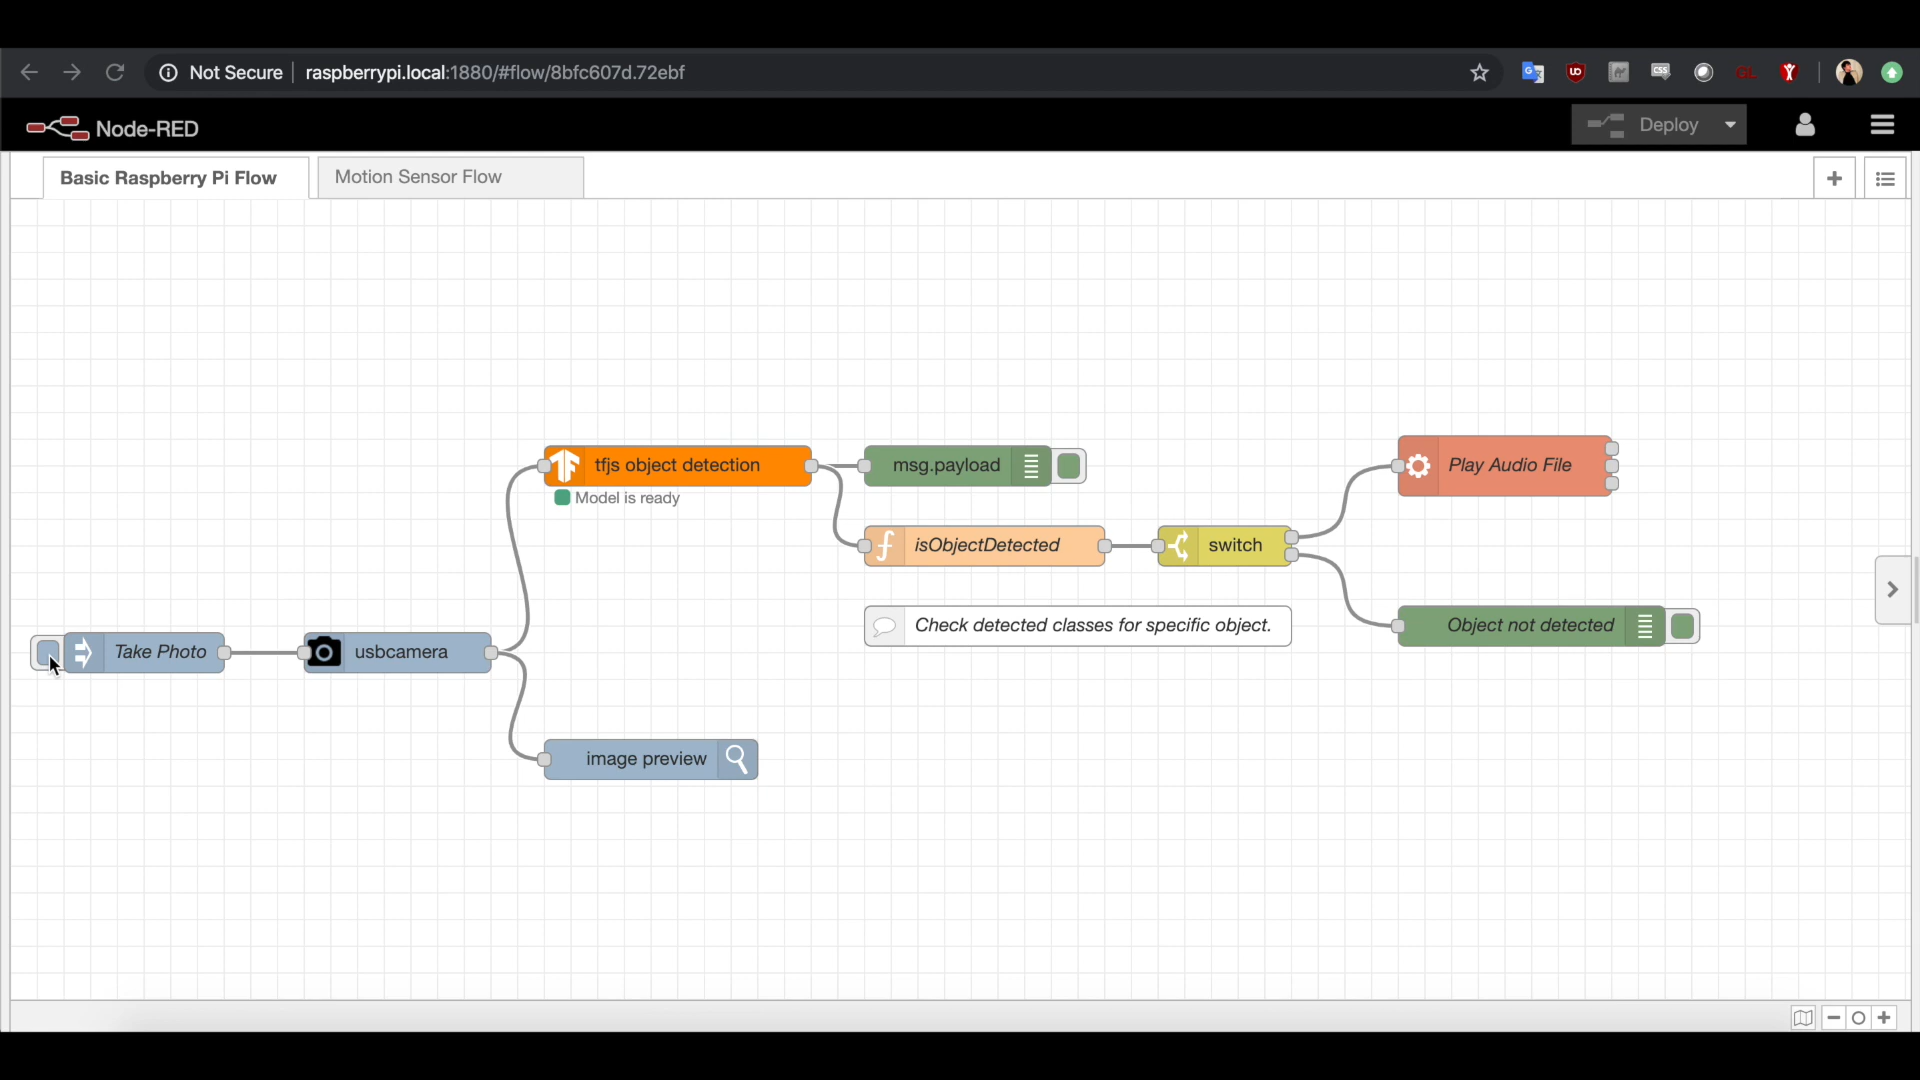 Not Secure raspberrypi.local:1880/#flow/8bfc607d.72ebf
Node-RED
Deploy
Basic Raspberry Pi Flow
Motion Sensor Flow
tfjs object detection
Model is ready
msg.payload
Play Audio File
isObjectDetected
switch
Check detected classes for specific object.
Object not detected
Take Photo
usbcamera
image preview